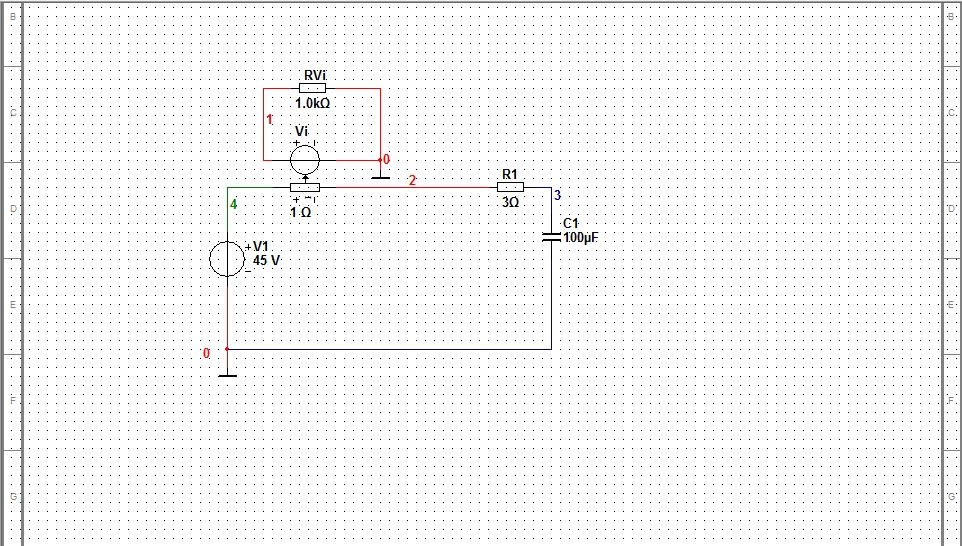 B
B
RVi
C
1.0kΩ
C
1
Vi
+ -
0
2
R1
3
D
4
+ -
3Ω
D
1 Ω
C1
100µF
+
V1
45 V
-
E
E
0
F
F
G
G